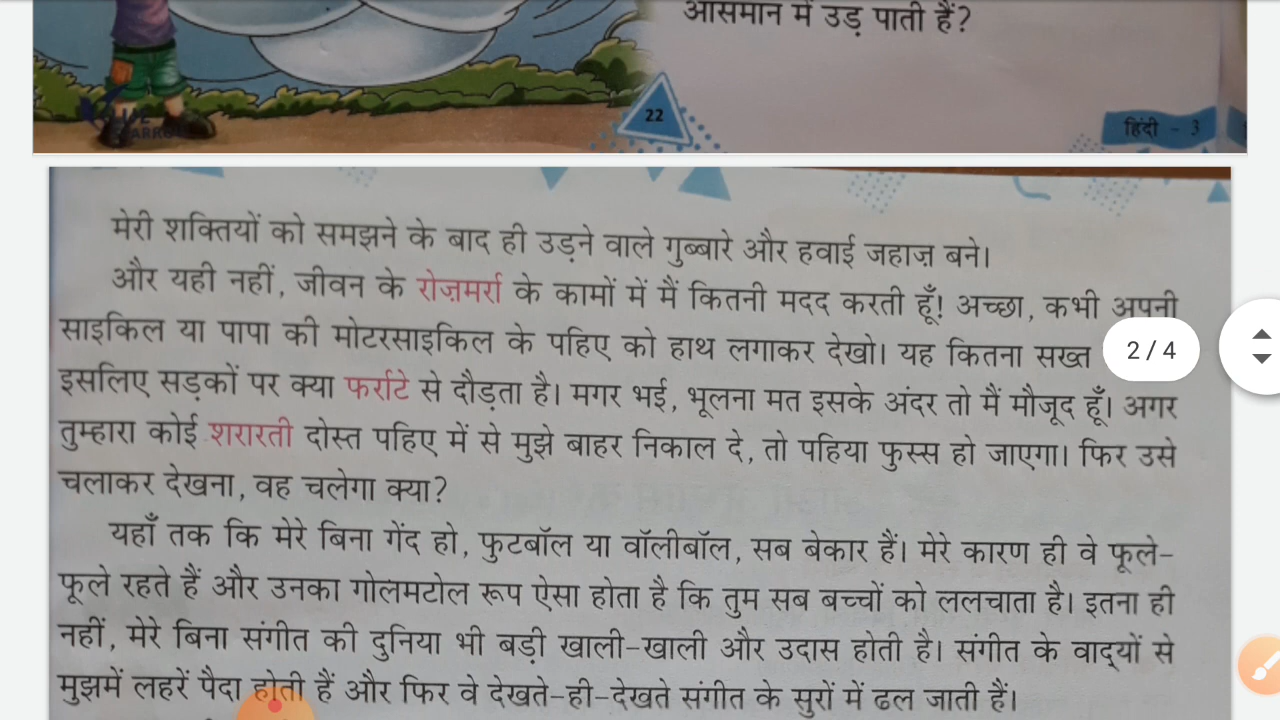 आसमान में उड़ पाती हैं?
22
हिंदी - 3
मेरी शक्तियों को समझने के बाद ही उड़ने वाले गुब्बारे और हवाई जहाज़ बने।
और यही नहीं, जीवन के रोज़मर्रा के कामों में मैं कितनी मदद करती हूँ! अच्छा, कभी अपनी
साइकिल या पापा की मोटरसाइकिल के पहिए को हाथ लगाकर देखो। यह कितना सख्त
2 / 4
इसलिए सड़कों पर क्या फर्राटे से दौड़ता है। मगर भई, भूलना मत इसके अंदर तो मैं मौजूद हूँ। अगर
तुम्हारा कोई शरारती दोस्त पहिए में से मुझे बाहर निकाल दे, तो पहिया फुस्स हो जाएगा। फिर उसे
चलाकर देखना, वह चलेगा क्या?
यहाँ तक कि मेरे बिना गेंद हो, फुटबॉल या वॉलीबॉल, सब बेकार हैं। मेरे कारण ही वे फूले-
फूले रहते हैं और उनका गोलमटोल रूप ऐसा होता है कि तुम सब बच्चों को ललचाता है। इतना ही
नहीं, मेरे बिना संगीत की दुनिया भी बड़ी खाली-खाली और उदास होती है। संगीत के वाद्यों से
मुझमें लहरें पैदा होती हैं और फिर वे देखते-ही-देखते संगीत के सुरों में ढल जाती हैं।